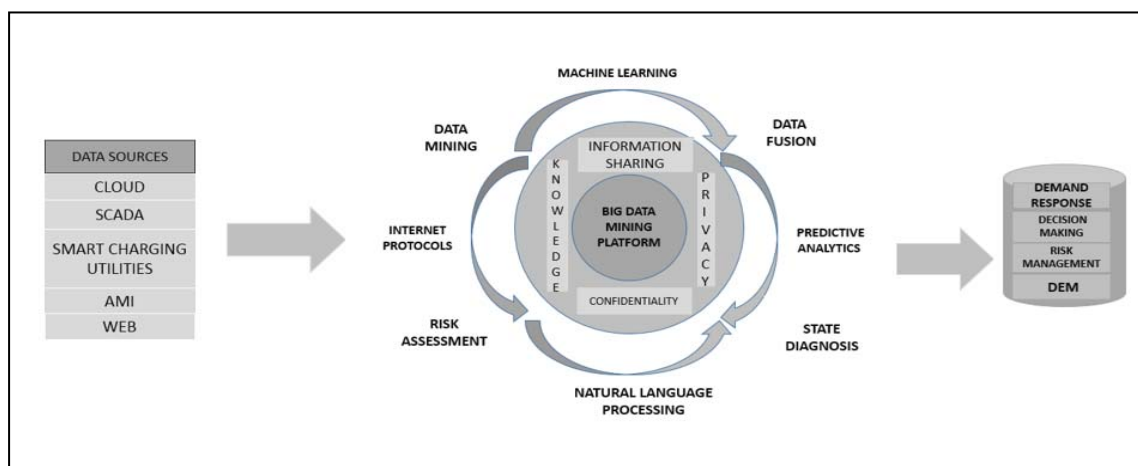 DATA SOURCES
CLOUD
SCADA
SMART CHARGING
UTILITIES
AMI
WEB
MACHINE LEARNING
DATA
MINING
DATA
FUSION
INTERNET
PROTOCOLS
PREDICTIVE
ANALYTICS
RISK
ASSESSMENT
STATE
DIAGNOSIS
NATURAL LANGUAGE
PROCESSING
INFORMATION
SHARING
KNOWLEDGE
PRIVACY
BIG DATA
MINING
PLATFORM
CONFIDENTIALITY
DEMAND
RESPONSE
DECISION
MAKING
RISK
MANAGEMENT
DEM